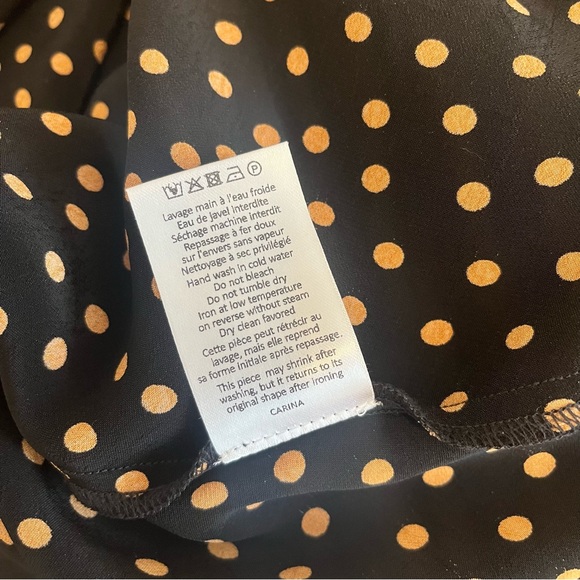 P
Lavage main à l'eau froide
Eau de javel interdite
Séchage machine interdit
Repassage à fer doux
sur l'envers sans vapeur
Nettoyage à sec privilégié
Hand wash in cold water
Do not bleach
Do not tumble dry
Iron at low temperature
on reverse without steam
Dry clean favored
Cette pièce peut rétrécir au
lavage, mais elle reprend
sa forme initiale après repassage.
This piece may shrink after
washing, but it returns to its
original shape after ironing
CARINA